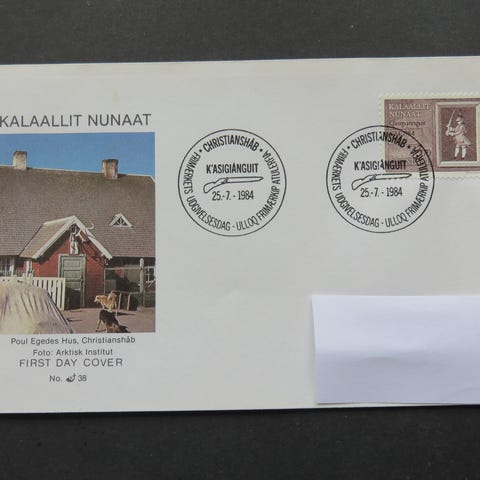 KALAALLIT NUNAAT
Poul Egedes Hus, Christianshåb
Foto: Arktisk Institut
FIRST DAY COVER
No. 38
• CHRISTIANSHÅB •
K'ASIGIÁNGUIT
25.-7. - 1984
FRIMÆRKETS UDGIVELSESDAG - ULLOQ FRIMÆRKIP ATULERFIA
• CHRISTIANSHÅB •
K'ASIGIÁNGUIT
25.-7. - 1984
FRIMÆRKETS UDGIVELSESDAG - ULLOQ FRIMÆRKIP ATULERFIA
KALAALLIT
NUNAAT